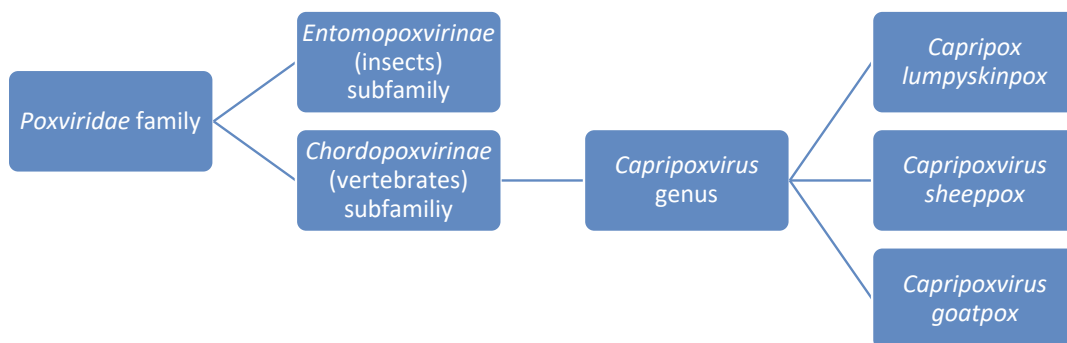 Poxviridae family
Entomopoxvirinae
(insects)
subfamily
Chordopoxvirinae
(vertebrates)
subfamiliy
Capripoxvirus
genus
Capripox
lumpyskinpox
Capripoxvirus
sheeppox
Capripoxvirus
goatpox